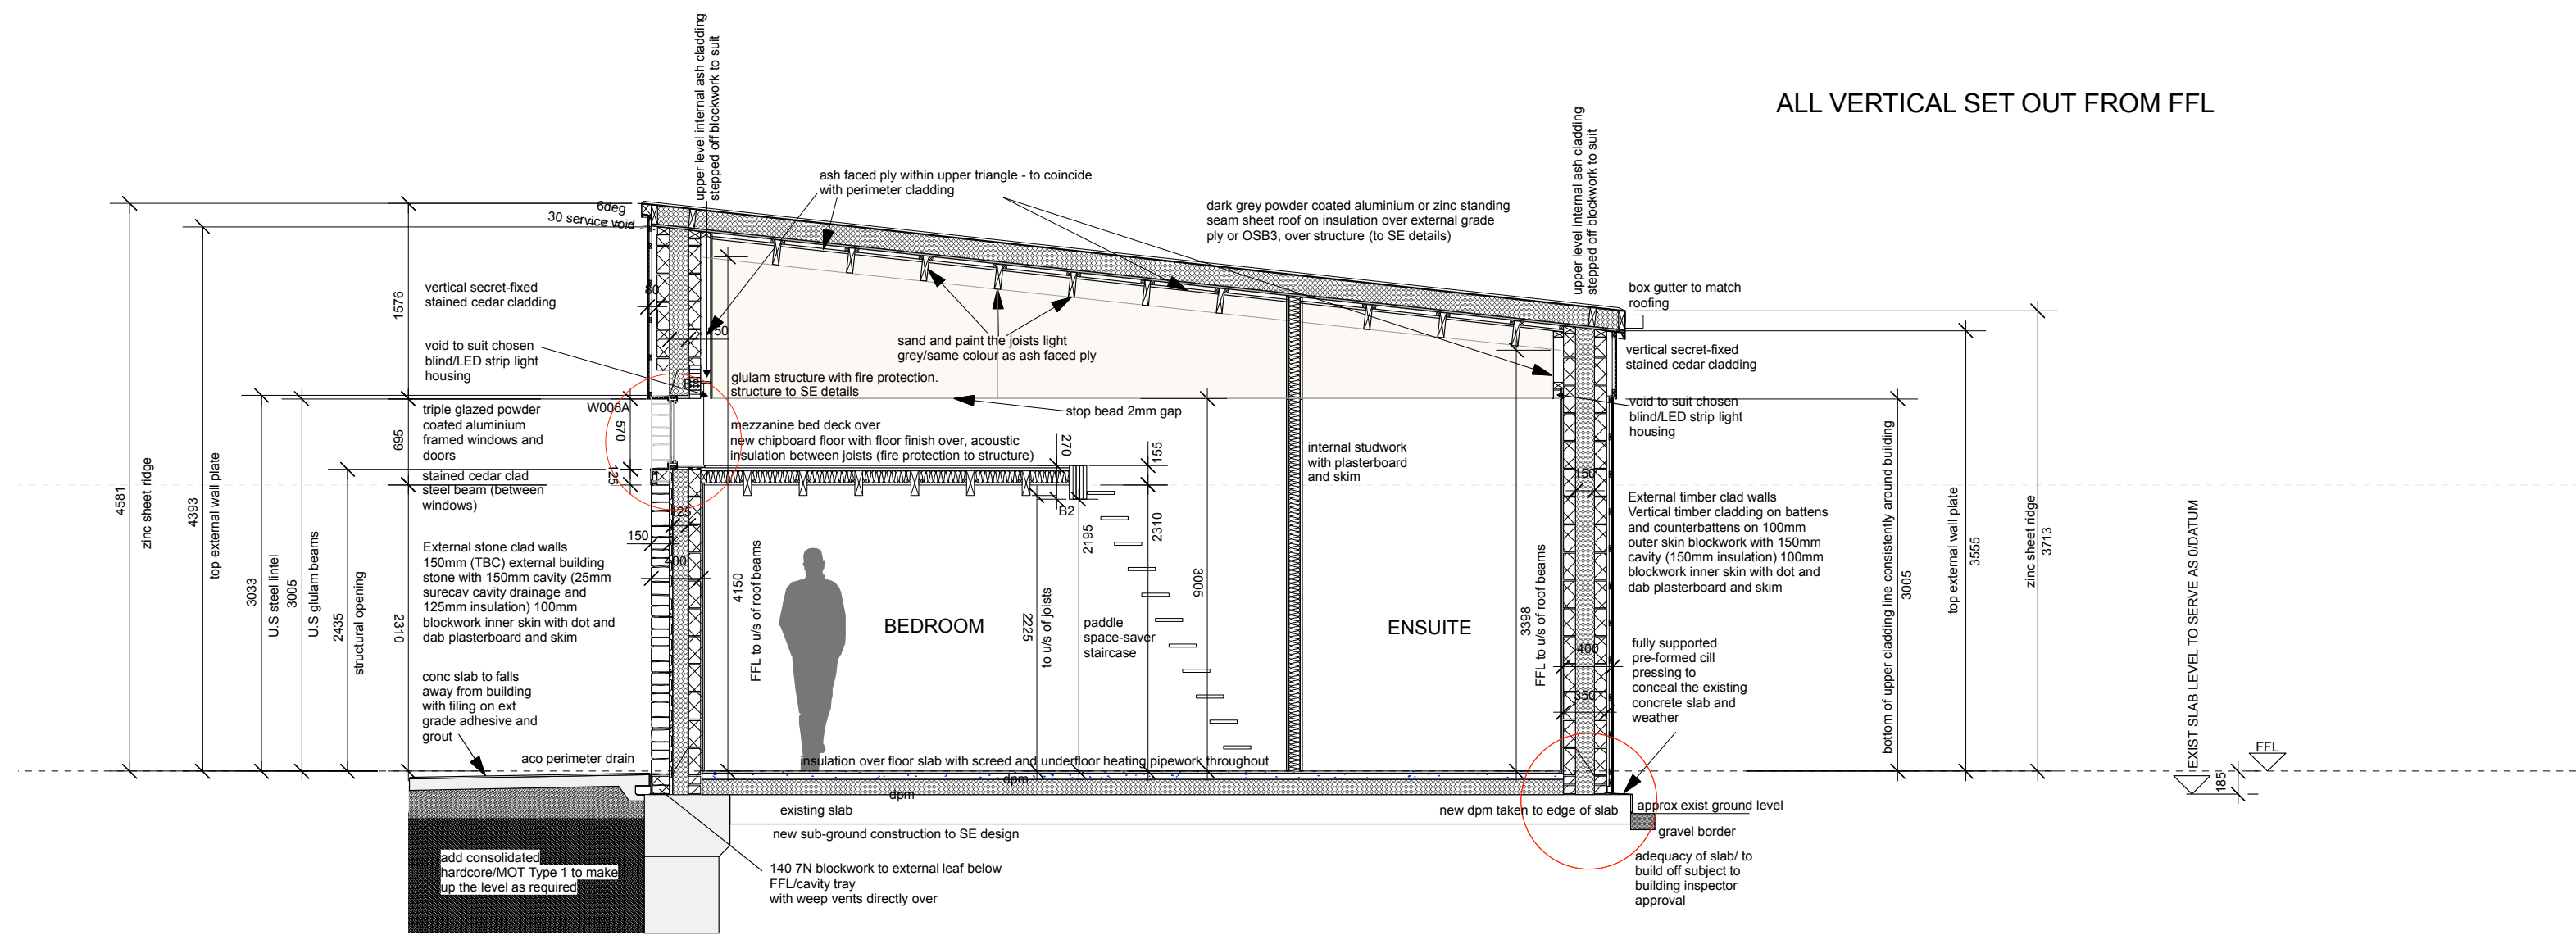 ALL VERTICAL SET OUT FROM FFL
upper level internal ash cladding
stepped off blockwork to suit
upper level internal ash cladding
stepped off blockwork to suit
ash faced ply within upper triangle - to coincide
with perimeter cladding
dark grey powder coated aluminium or zinc standing
seam sheet roof on insulation over external grade
ply or OSB3, over structure (to SE details)
6deg
30 service void
vertical secret-fixed
stained cedar cladding
void to suit chosen
blind/LED strip light
housing
triple glazed powder
coated aluminium
framed windows and
doors
stained cedar clad
steel beam (between
windows)
External stone clad walls
150mm (TBC) external building
stone with 150mm cavity (25mm
surecav cavity drainage and
125mm insulation) 100mm
blockwork inner skin with dot and
dab plasterboard and skim
conc slab to falls
away from building
with tiling on ext
grade adhesive and
grout
aco perimeter drain
add consolidated
hardcore/MOT Type 1 to make
up the level as required
4581
zinc sheet ridge
4393
top external wall plate
3033
U.S steel lintel
3005
U.S glulam beams
2435
structural opening
1576
569
2310
W006A
570
125
150
400
125
sand and paint the joists light
grey/same colour as ash faced ply
glulam structure with fire protection.
structure to SE details
stop bead 2mm gap
mezzanine bed deck over
new chipboard floor with floor finish over, acoustic
insulation between joists (fire protection to structure)
270
155
B2
4150
FFL to u/s of roof beams
BEDROOM
2225
to u/s of joists
2195
2310
3005
paddle
space-saver
staircase
internal studwork
with plasterboard
and skim
ENSUITE
3398
FFL to u/s of roof beams
150
400
350
insulation over floor slab with screed and underfloor heating pipework throughout
dpm
dpm
existing slab
new sub-ground construction to SE design
140 7N blockwork to external leaf below
FFL/cavity tray
with weep vents directly over
new dpm taken to edge of slab
box gutter to match
roofing
vertical secret-fixed
stained cedar cladding
void to suit chosen
blind/LED strip light
housing
External timber clad walls
Vertical timber cladding on battens
and counterbattens on 100mm
outer skin blockwork with 150mm
cavity (150mm insulation) 100mm
blockwork inner skin with dot and
dab plasterboard and skim
fully supported
pre-formed cill
pressing to
conceal the existing
concrete slab and
weather
approx exist ground level
gravel border
adequacy of slab/ to
build off subject to
building inspector
approval
bottom of upper cladding line consistently around building
3005
top external wall plate
3555
zinc sheet ridge
3713
EXIST SLAB LEVEL TO SERVE AS 0/DATUM
185
FFL